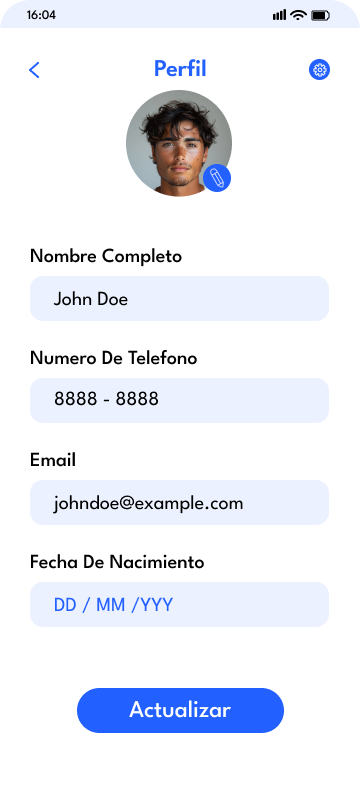 16:04
Perfil
Nombre Completo
John Doe
Numero De Telefono
8888 - 8888
Email
johndoe@example.com
Fecha De Nacimiento
DD / MM /YYY
Actualizar